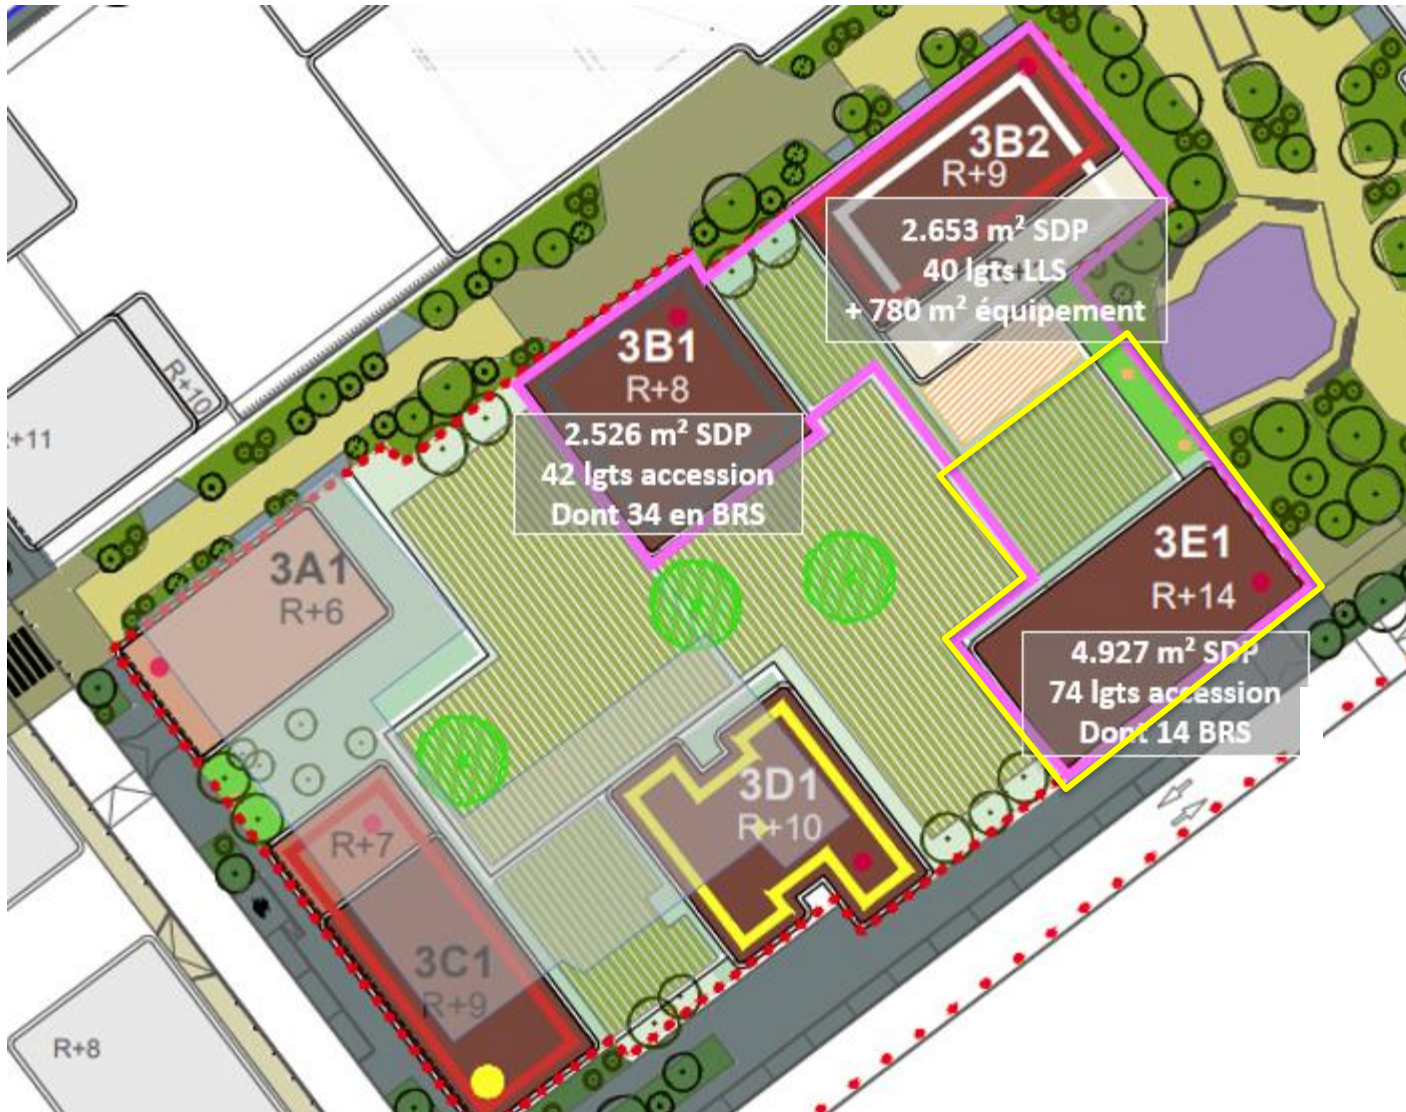 3B2
R+9
2.653 m² SDP
40 lgts LLS
+ 780 m² équipement
3B1
R+8
2.526 m² SDP
42 lgts accession
Dont 34 en BRS
R+10
+11
3A1
R+6
3E1
R+14
4.927 m² SDP
74 lgts accession
Dont 14 BRS
3D1
R+10
R+7
3C1
R+9
R+8